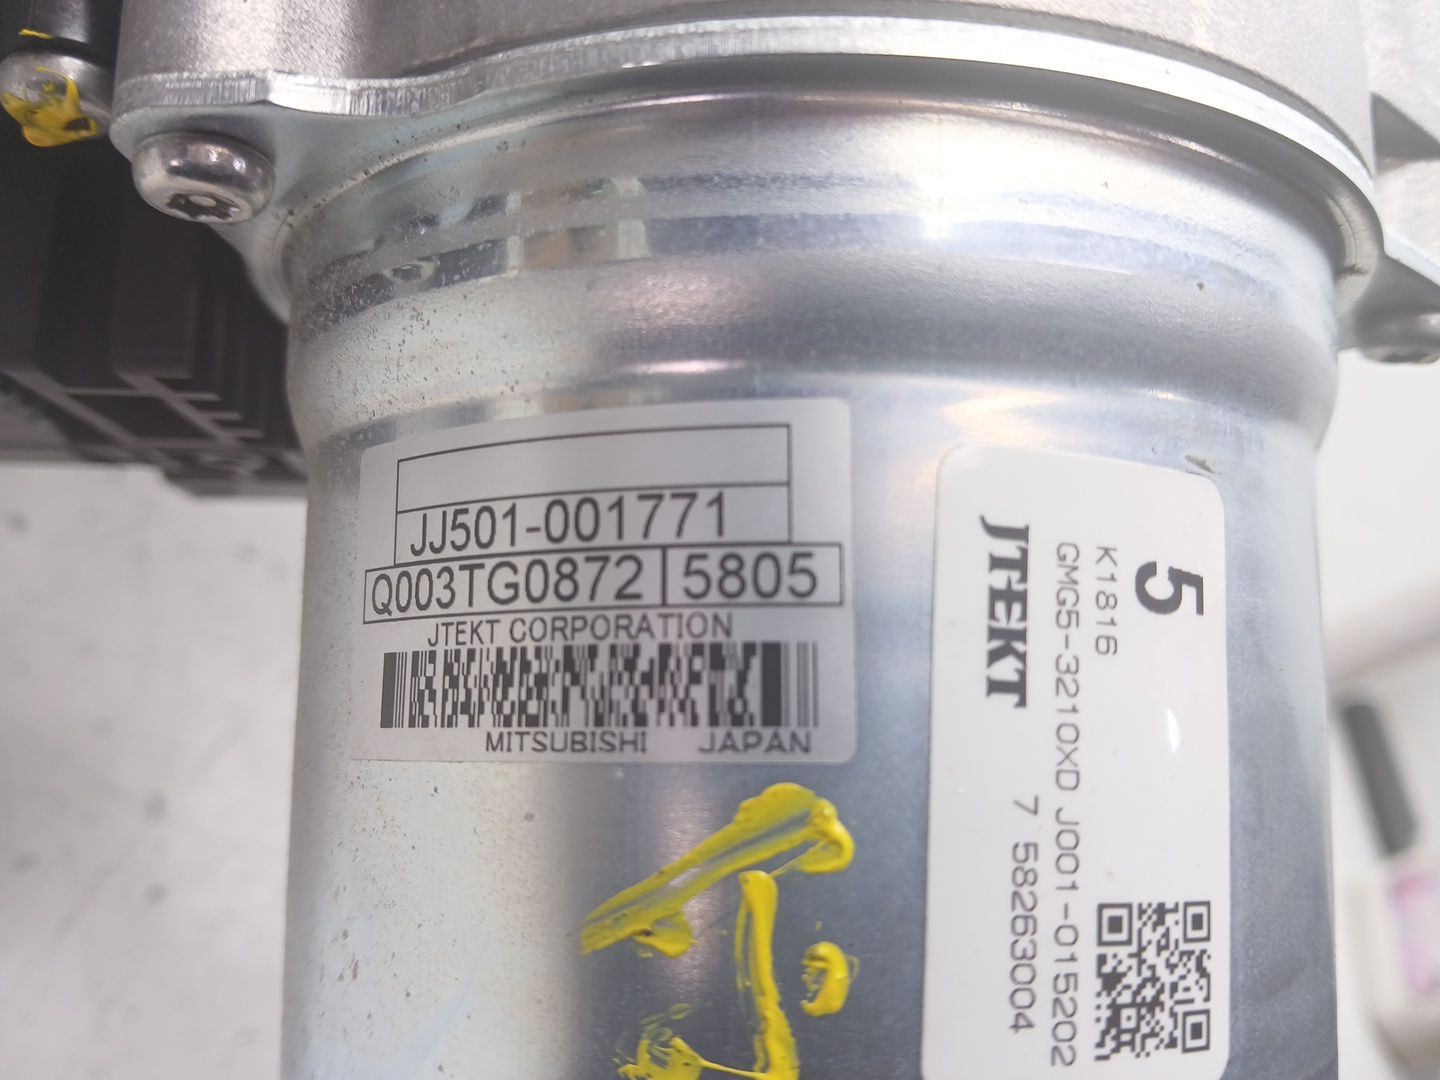 JJ501-001771
Q003TG0872 5805
JTEKT CORPORATION
MITSUBISHI JAPAN
5
K1816
GMG5-3210XD J001-015202
JTEKT 7 58263004